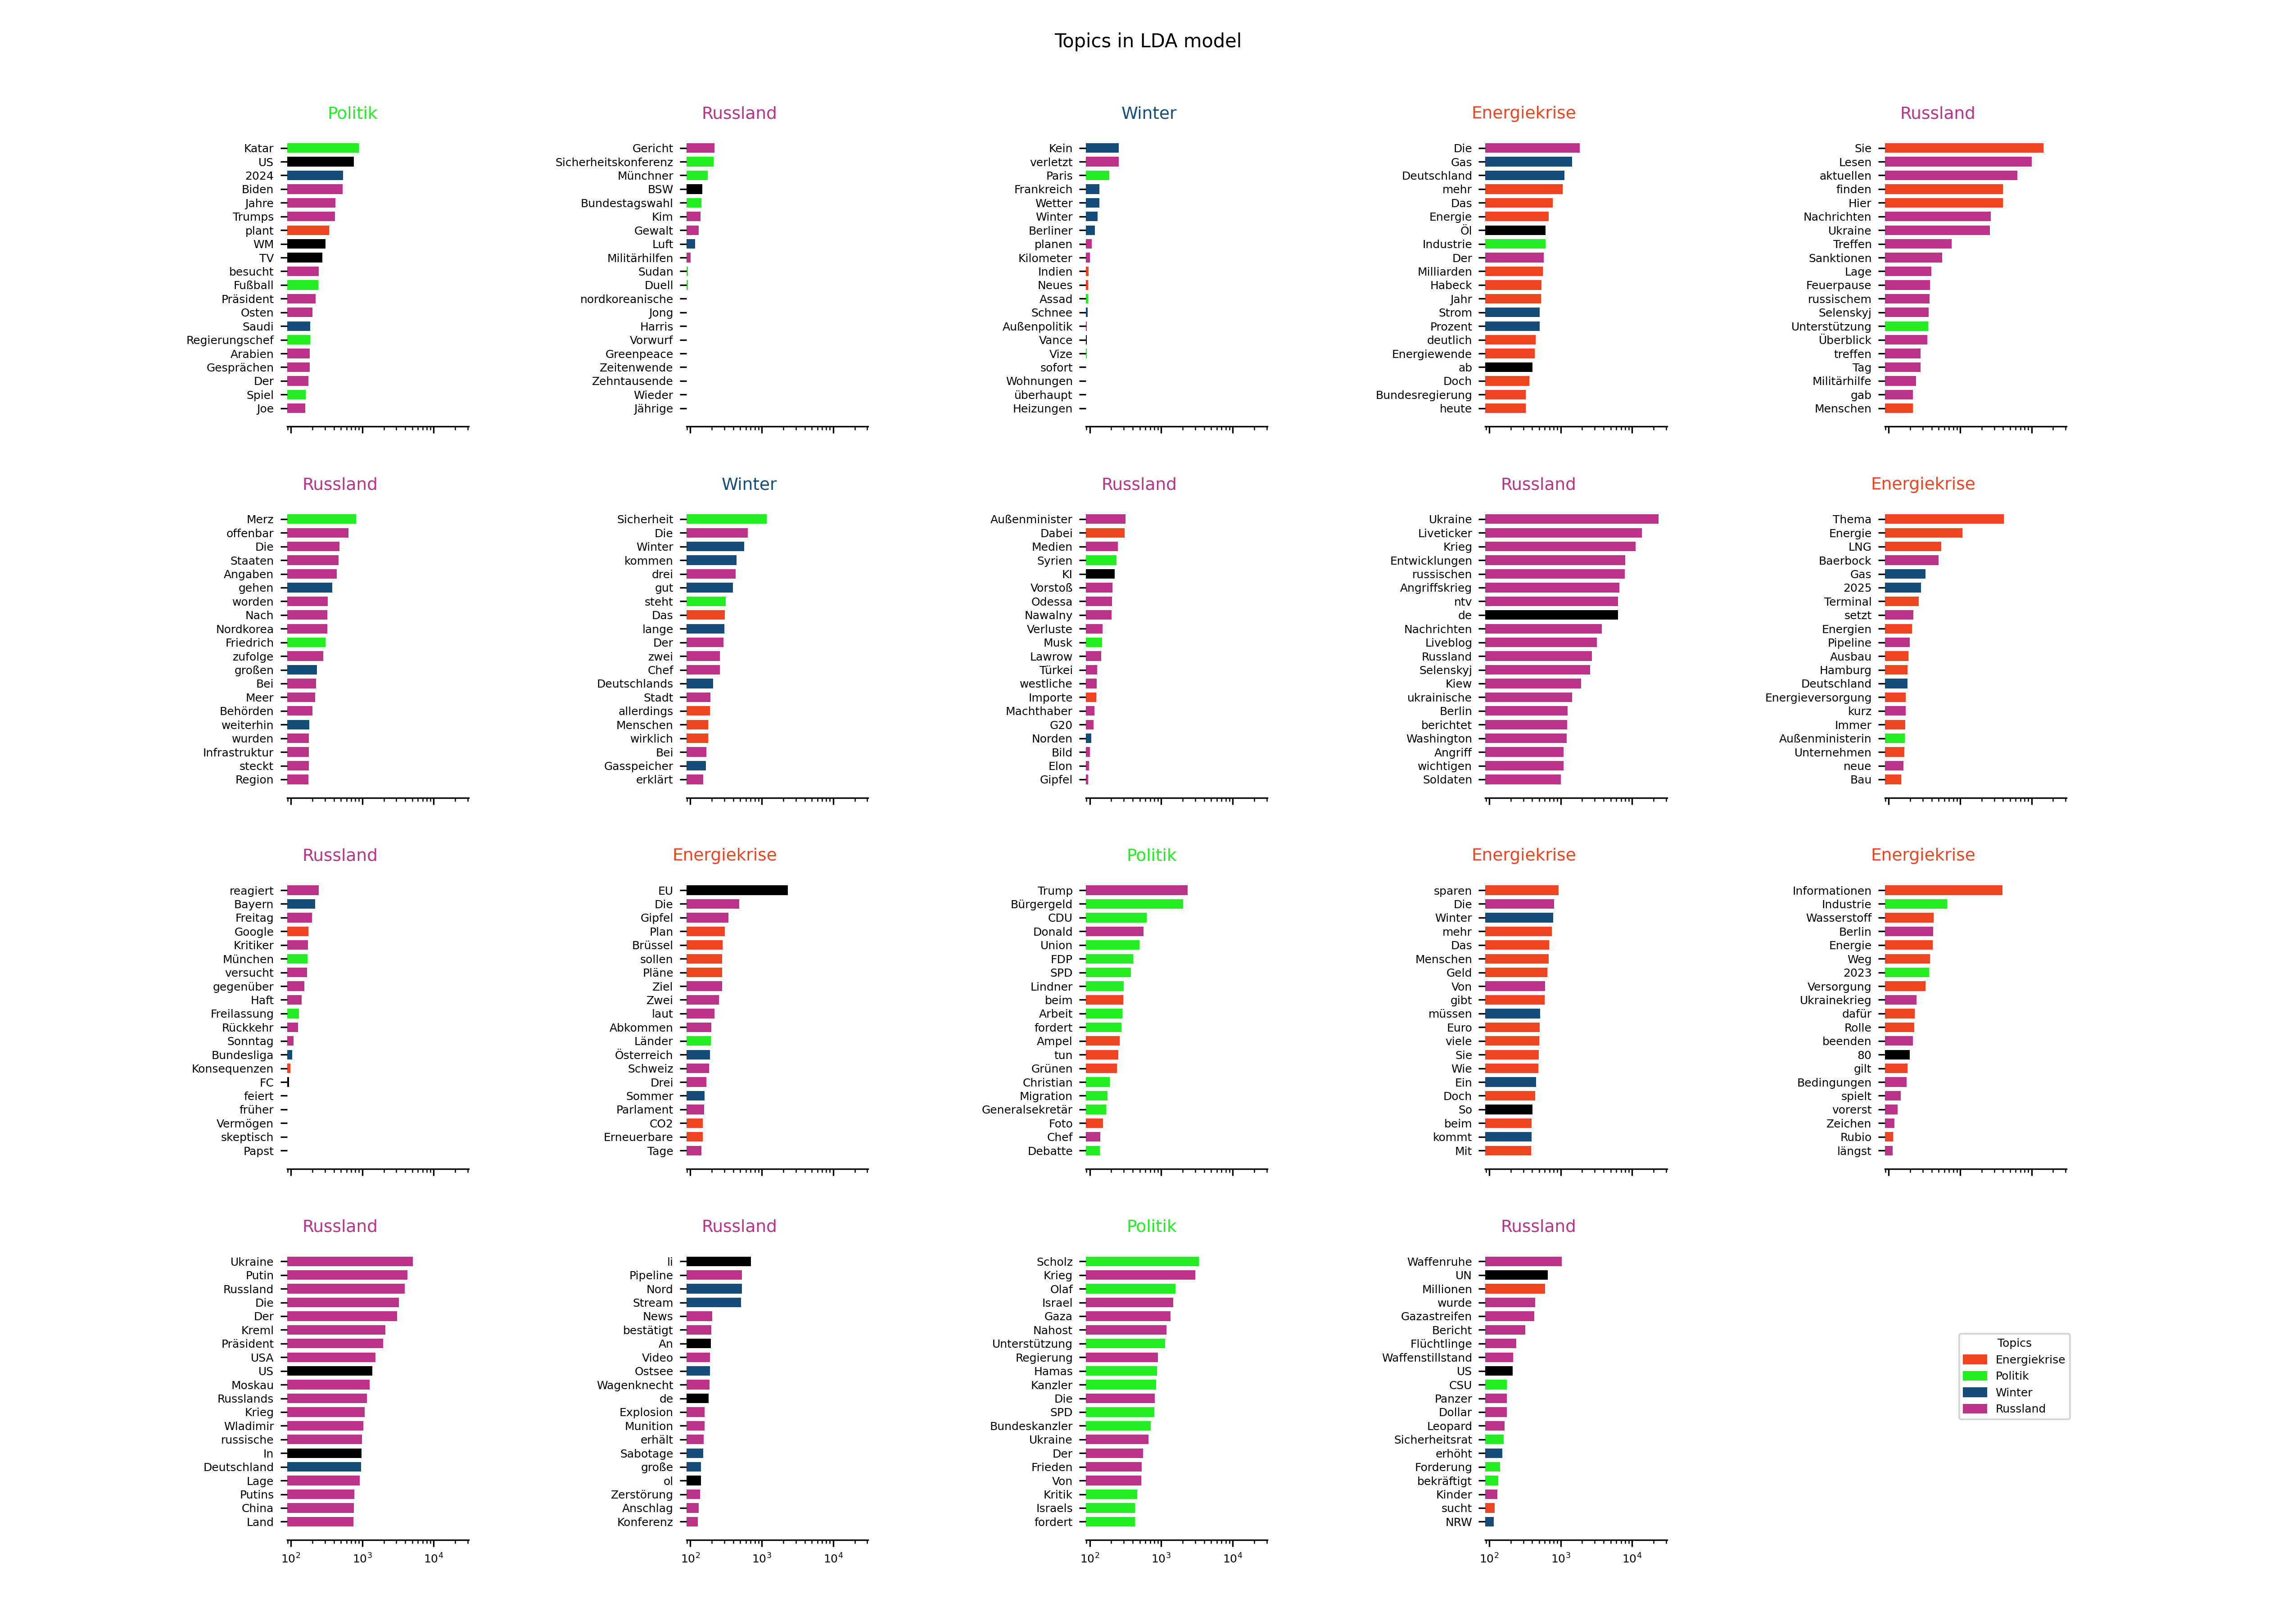 Topics in LDA model
Politik
Katar
US
2024
Biden
Jahre
Trumps
plant
WM
TV
besucht
Fußball
Präsident
Osten
Saudi
Regierungschef
Arabien
Gesprächen
Der
Spiel
Joe
Russland
Gericht
Sicherheitskonferenz
Münchner
BSW
Bundestagswahl
Kim
Gewalt
Luft
Militärhilfen
Sudan
Duell
nordkoreanische
Jong
Harris
Vorwurf
Greenpeace
Zeitenwende
Zehntausende
Wieder
Jährige
Winter
Kein
verletzt
Paris
Frankreich
Wetter
Winter
Berliner
planen
Kilometer
Indien
Neues
Assad
Schnee
Außenpolitik
Vance
Vize
sofort
Wohnungen
überhaupt
Heizungen
Energiekrise
Die
Gas
Deutschland
mehr
Das
Energie
Öl
Industrie
Der
Milliarden
Habeck
Jahr
Strom
Prozent
deutlich
Energiewende
ab
Doch
Bundesregierung
heute
Russland
Sie
Lesen
aktuellen
finden
Hier
Nachrichten
Ukraine
Treffen
Sanktionen
Lage
Feuerpause
russischem
Selenskyj
Unterstützung
Überblick
treffen
Tag
Militärhilfe
gab
Menschen
Russland
Merz
offenbar
Die
Staaten
Angaben
gehen
worden
Nach
Nordkorea
Friedrich
zufolge
großen
Bei
Meer
Behörden
weiterhin
wurden
Infrastruktur
steckt
Region
Winter
Sicherheit
Die
Winter
kommen
drei
gut
steht
Das
lange
Der
zwei
Chef
Deutschlands
Stadt
allerdings
Menschen
wirklich
Bei
Gasspeicher
erklärt
Russland
Außenminister
Dabei
Medien
Syrien
KI
Vorstoß
Odessa
Nawalny
Verluste
Musk
Lawrow
Türkei
westliche
Importe
Machthaber
G20
Norden
Bild
Elon
Gipfel
Russland
Ukraine
Liveticker
Krieg
Entwicklungen
russischen
Angriffskrieg
ntv
de
Nachrichten
Liveblog
Russland
Selenskyj
Kiew
ukrainische
Berlin
berichtet
Washington
Angriff
wichtigen
Soldaten
Energiekrise
Thema
Energie
LNG
Baerbock
Gas
2025
Terminal
setzt
Energien
Pipeline
Ausbau
Hamburg
Deutschland
Energieversorgung
kurz
Immer
Außenministerin
Unternehmen
neue
Bau
Russland
reagiert
Bayern
Freitag
Google
Kritiker
München
versucht
gegenüber
Haft
Freilassung
Rückkehr
Sonntag
Bundesliga
Konsequenzen
FC
feiert
früher
Vermögen
skeptisch
Papst
Energiekrise
EU
Die
Gipfel
Plan
Brüssel
sollen
Pläne
Ziel
Zwei
laut
Abkommen
Länder
Österreich
Schweiz
Drei
Sommer
Parlament
CO2
Erneuerbare
Tage
Politik
Trump
Bürgergeld
CDU
Donald
Union
FDP
SPD
Lindner
beim
Arbeit
fordert
Ampel
tun
Grünen
Christian
Migration
Generalsekretär
Foto
Chef
Debatte
Energiekrise
sparen
Die
Winter
mehr
Das
Menschen
Geld
Von
gibt
müssen
Euro
viele
Sie
Wie
Ein
Doch
So
beim
kommt
Mit
Energiekrise
Informationen
Industrie
Wasserstoff
Berlin
Energie
Weg
2023
Versorgung
Ukrainekrieg
dafür
Rolle
beenden
80
gilt
Bedingungen
spielt
vorerst
Zeichen
Rubio
längst
Russland
Ukraine
Putin
Russland
Die
Der
Kreml
Präsident
USA
US
Moskau
Russlands
Krieg
Wladimir
russische
In
Deutschland
Lage
Putins
China
Land
10² 10³ 10⁴
Russland
li
Pipeline
Nord
Stream
News
bestätigt
An
Video
Ostsee
Wagenknecht
de
Explosion
Munition
erhält
Sabotage
große
ol
Zerstörung
Anschlag
Konferenz
10² 10³ 10⁴
Politik
Scholz
Krieg
Olaf
Israel
Gaza
Nahost
Unterstützung
Regierung
Hamas
Kanzler
Die
SPD
Bundeskanzler
Ukraine
Der
Frieden
Von
Kritik
Israels
fordert
10² 10³ 10⁴
Russland
Waffenruhe
UN
Millionen
wurde
Gazastreifen
Bericht
Flüchtlinge
Waffenstillstand
US
CSU
Panzer
Dollar
Leopard
Sicherheitsrat
erhöht
Forderung
bekräftigt
Kinder
sucht
NRW
10² 10³ 10⁴
Topics
Energiekrise
Politik
Winter
Russland